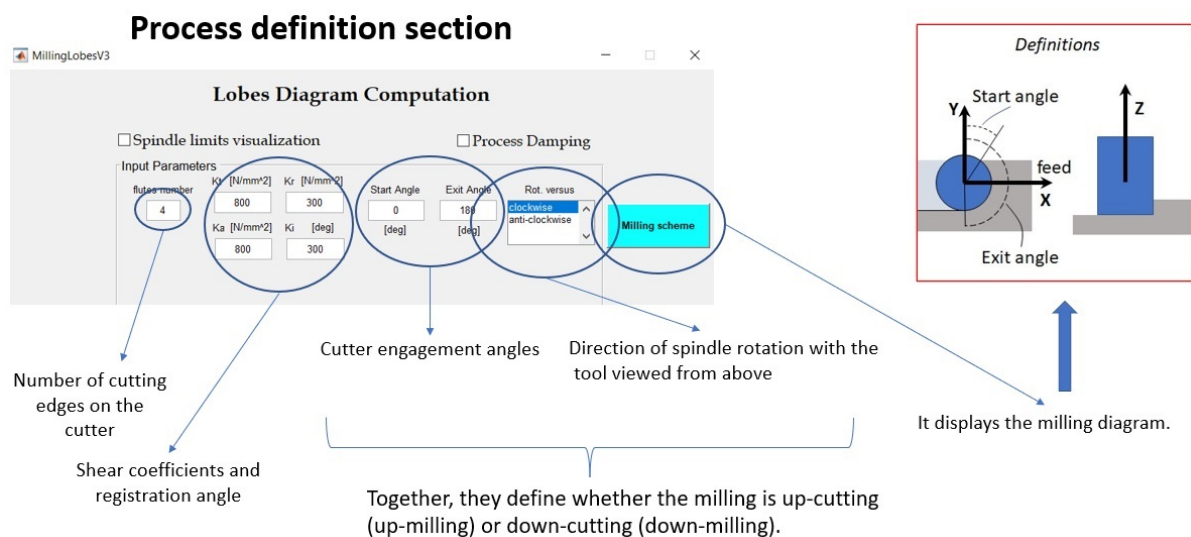 Process definition section
MillingLobesV3
Lobes Diagram Computation
Spindle limits visualization
Process Damping
Input Parameters
flutes number
4
Kt [N/mm^2]
800
Kr [N/mm^2]
300
Ka [N/mm^2]
800
Ki [deg]
300
Start Angle
0
[deg]
Exit Angle
180
[deg]
Rot. versus
clockwise
anti-clockwise
Milling scheme
Definitions
Start angle
Y
Z
feed
X
Exit angle
Number of cutting
edges on the
cutter
Shear coefficients and
registration angle
Cutter engagement angles
Direction of spindle rotation with the
tool viewed from above
It displays the milling diagram.
Together, they define whether the milling is up-cutting
(up-milling) or down-cutting (down-milling).